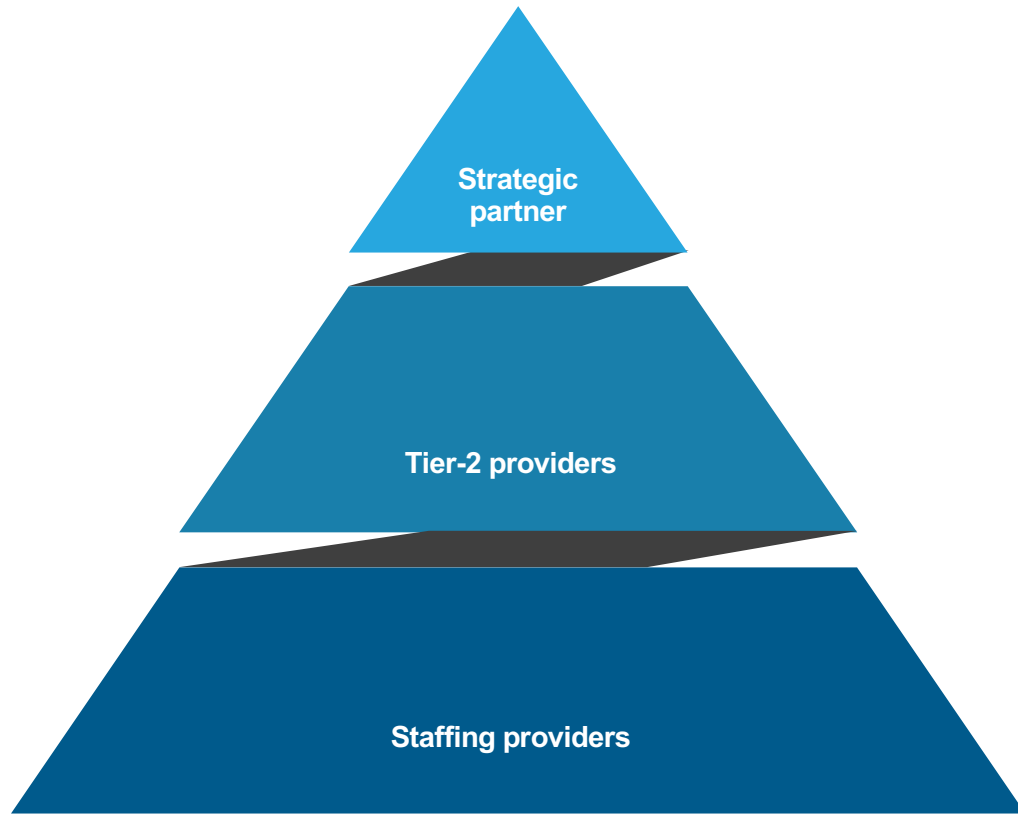 Strategic
partner
Tier-2 providers
Staffing providers